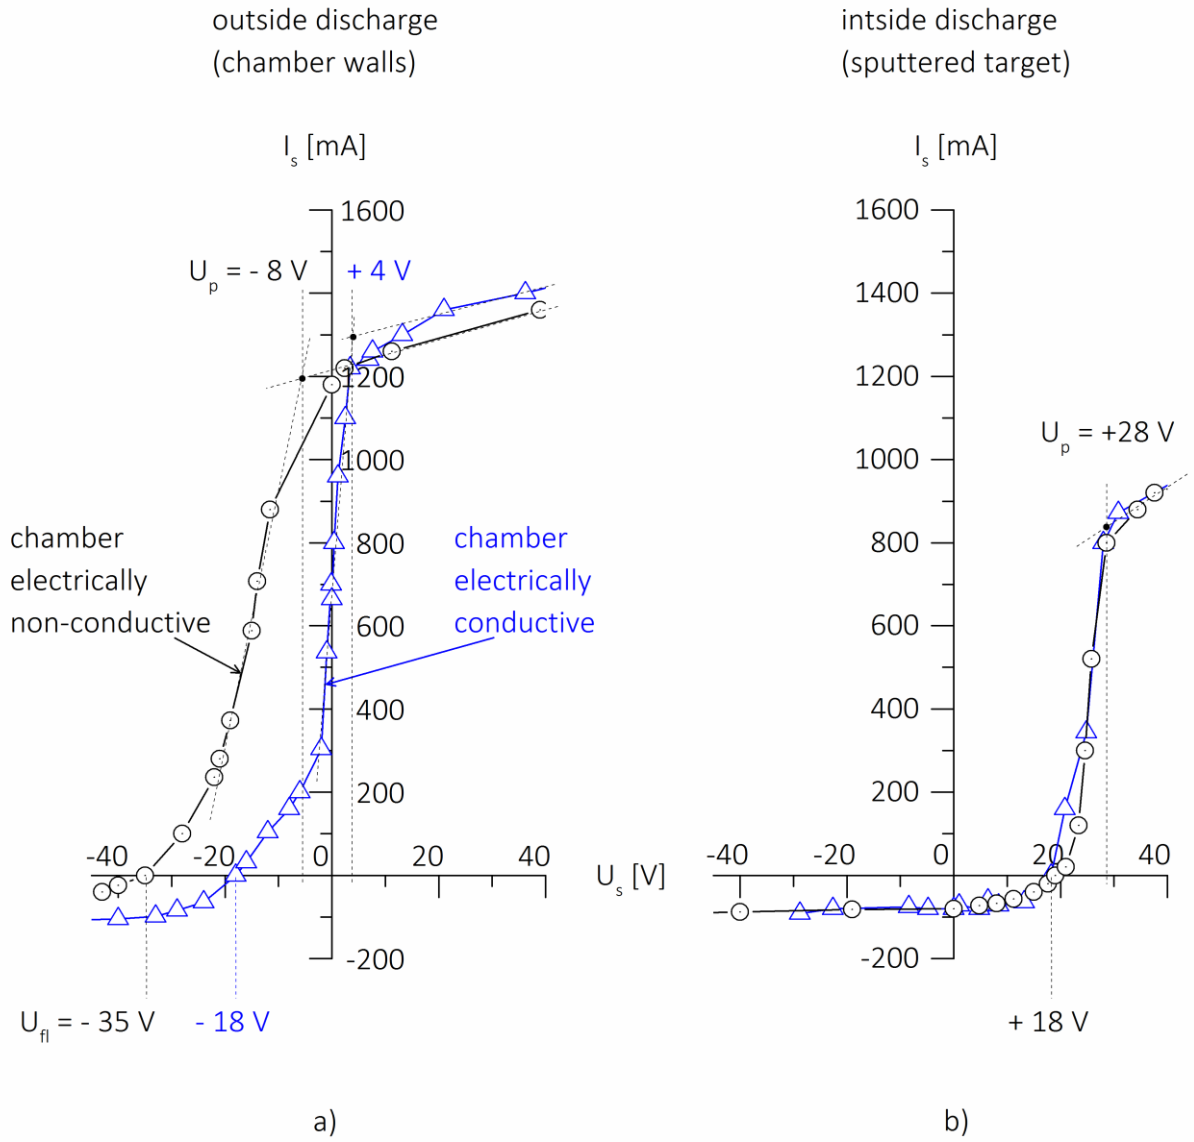 outside discharge
(chamber walls)
intside discharge
(sputtered target)
I_s [mA]
I_s [mA]
1600
1600
1400
1200
1000
800
600
400
200
-200
U_p = - 8 V
+ 4 V
1200
1000
800
600
400
200
-200
U_p = +28 V
chamber
electrically
non-conductive
chamber
electrically
conductive
-40
-20
0
20
40
U_s [V]
-40
-20
0
20
40
U_fl = - 35 V
- 18 V
+ 18 V
a)
b)